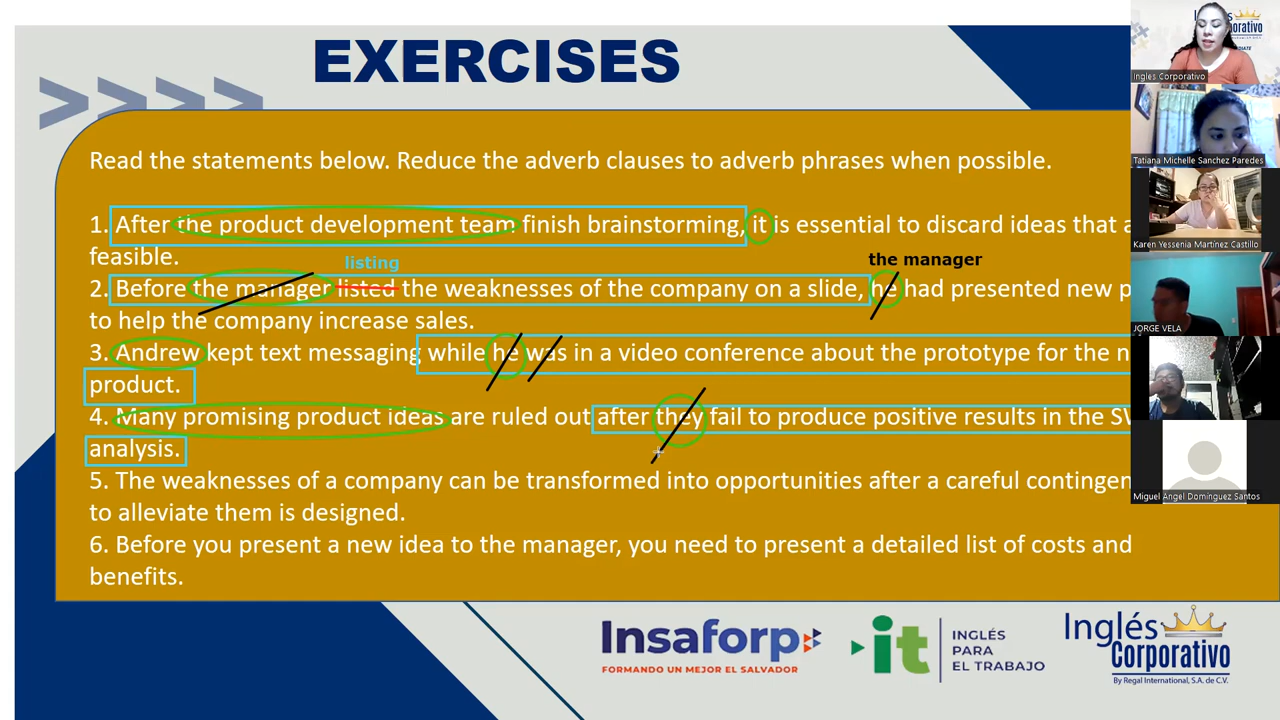 EXERCISES
Read the statements below. Reduce the adverb clauses to adverb phrases when possible.
1. After the product development team finish brainstorming, it is essential to discard ideas that a
feasible.
listing
the manager
2. Before the manager listed the weaknesses of the company on a slide, he had presented new p
to help the company increase sales.
3. Andrew kept text messaging while he was in a video conference about the prototype for the n
product.
4. Many promising product ideas are ruled out after they fail to produce positive results in the SV
analysis.
5. The weaknesses of a company can be transformed into opportunities after a careful contingen
to alleviate them is designed.
6. Before you present a new idea to the manager, you need to present a detailed list of costs and
benefits.
Insaforp
FORMANDO UN MEJOR EL SALVADOR
it
INGLÉS
PARA
EL TRABAJO
Inglés
Corporativo
By Regal International, S.A. de C.V.
Ingles Corporativo
Tatiana Michelle Sanchez Paredes
Karen Yessenia Martínez Castillo
JORGE VELA
Miguel Angel Domínguez Santos